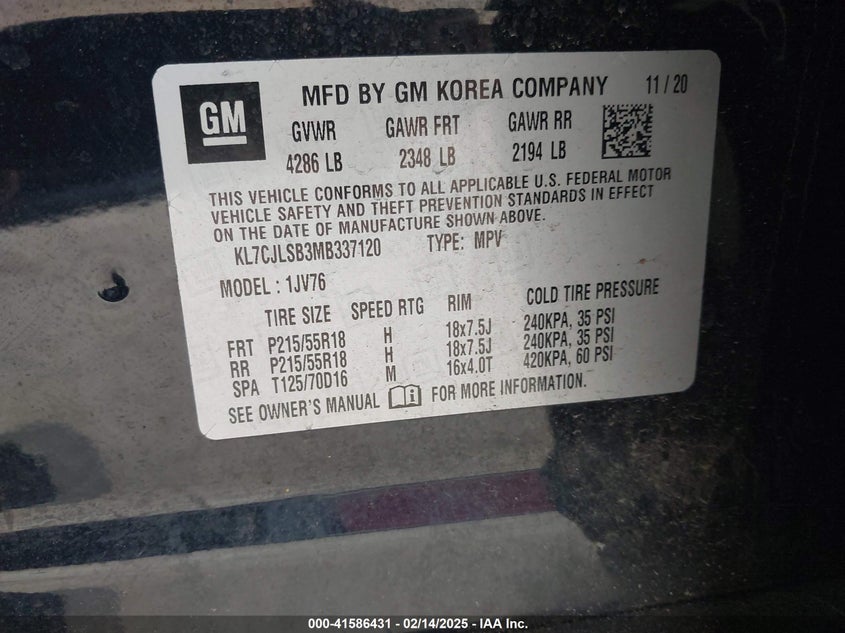 GM
MFD BY GM KOREA COMPANY 11 / 20
GVWR GAWR FRT GAWR RR
4286 LB 2348 LB 2194 LB
THIS VEHICLE CONFORMS TO ALL APPLICABLE U.S. FEDERAL MOTOR
VEHICLE SAFETY AND THEFT PREVENTION STANDARDS IN EFFECT
ON THE DATE OF MANUFACTURE SHOWN ABOVE.
KL7CJLSB3MB337120 TYPE: MPV
MODEL : 1JV76
TIRE SIZE SPEED RTG RIM COLD TIRE PRESSURE
FRT P215/55R18 H 18x7.5J 240KPA, 35 PSI
RR P215/55R18 H 18x7.5J 240KPA, 35 PSI
SPA T125/70D16 M 16x4.0T 420KPA, 60 PSI
SEE OWNER'S MANUAL FOR MORE INFORMATION.
000-41586431 - 02/14/2025 - IAA Inc.